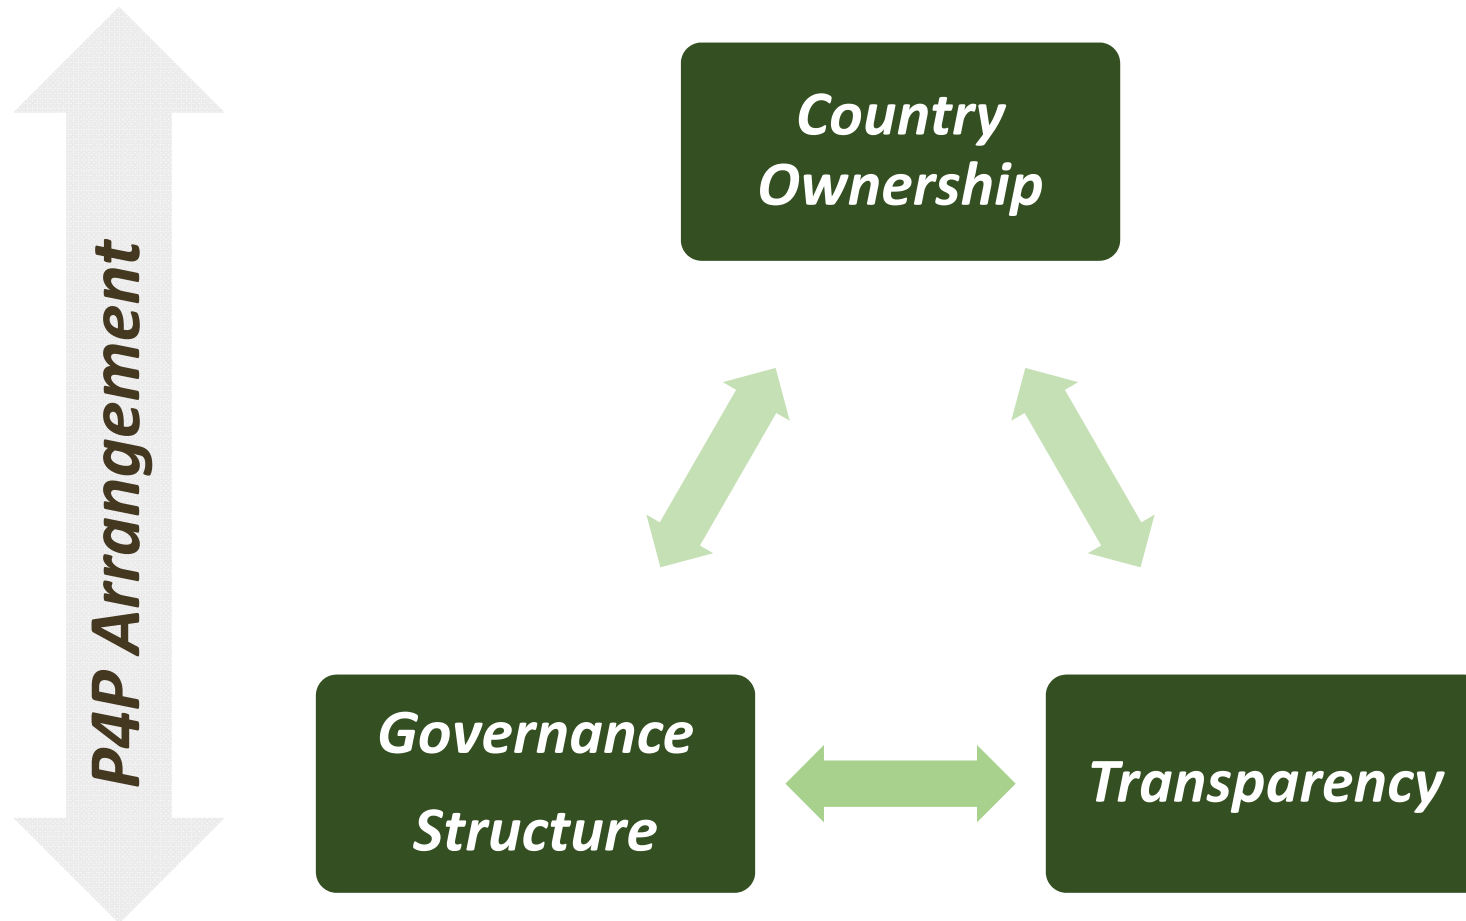 P4P Arrangement
Country
Ownership
Governance
Structure
Transparency